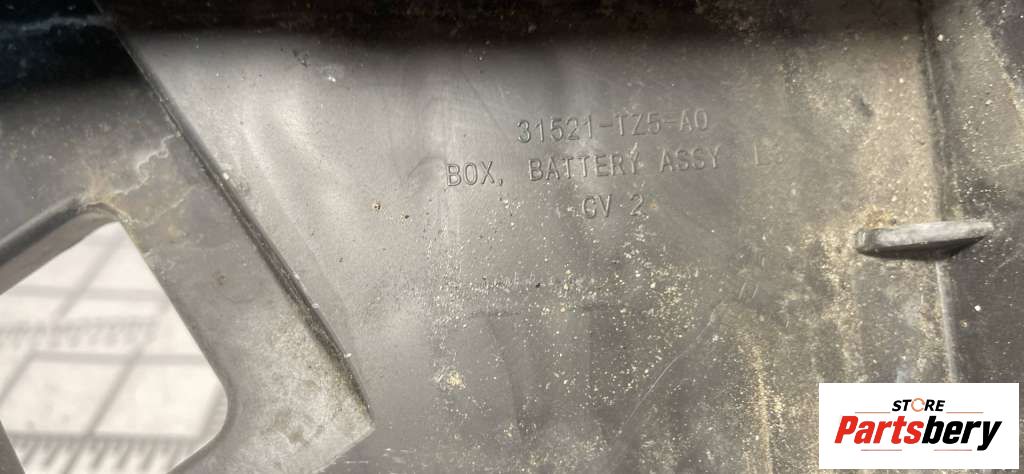 31521-TZ5-A0
BOX, BATTERY ASSY
CV 2
STORE
Partsbery